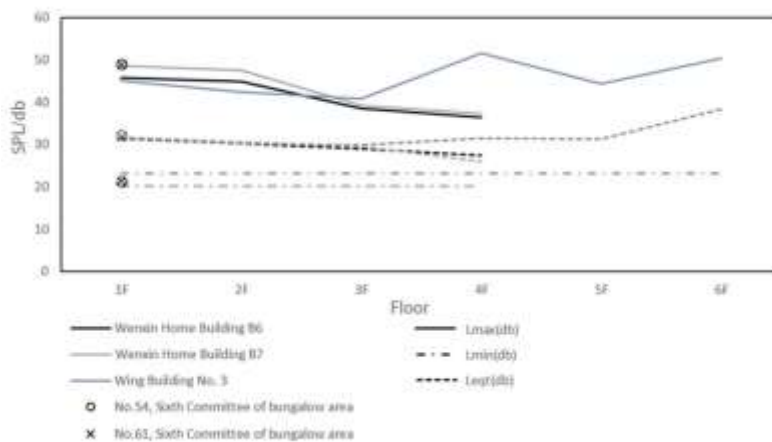 60
50
40
30
20
10
0
SPL/db
1F 2F 3F 4F 5F 6F
Floor
Wenxin Home Building B6
Wenxin Home Building B7
Wing Building No. 3
No.54, Sixth Committee of bungalow area
No.61, Sixth Committee of bungalow area
Lmax(db)
Lmin(db)
Leqt(db)